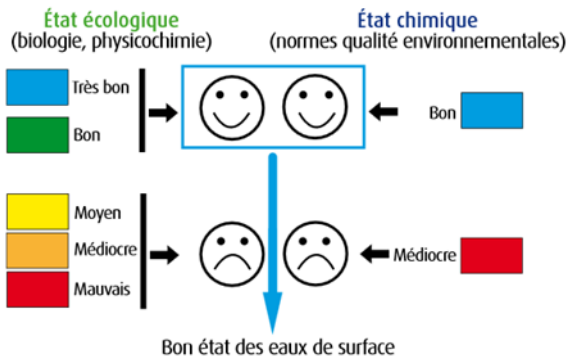 État écologique
(biologie, physicochimie)
État chimique
(normes qualité environnementales)
Très bon
Bon
Bon
Moyen
Médiocre
Mauvais
Médiocre
Bon état des eaux de surface